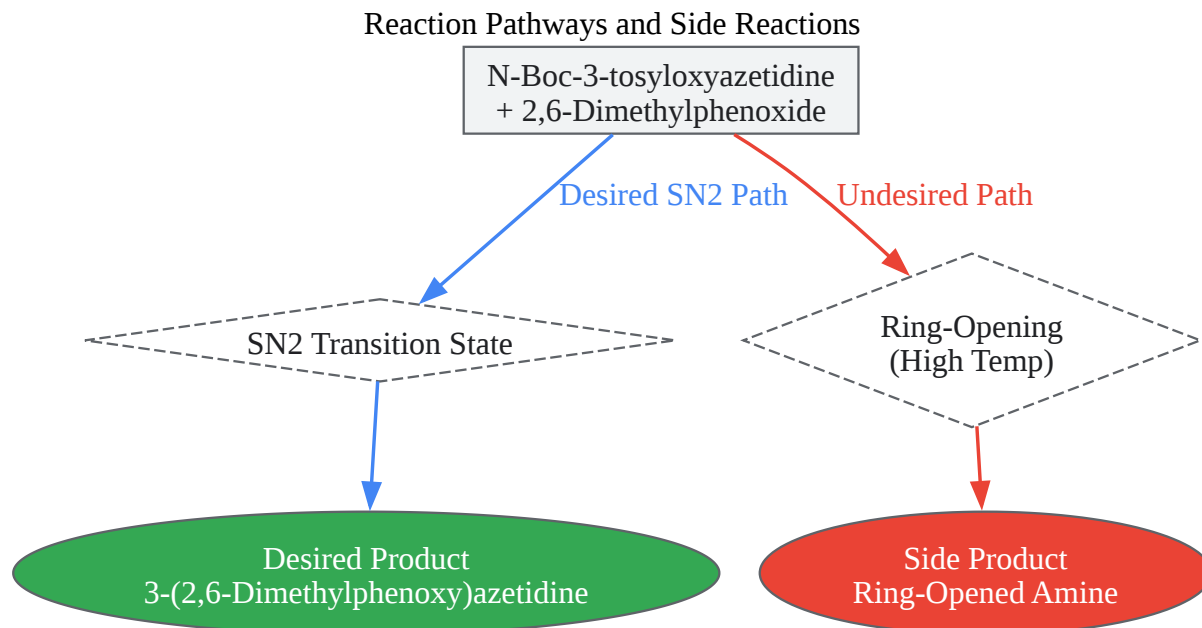 Reaction Pathways and Side Reactions
N-Boc-3-tosyloxyazetidine
+ 2,6-Dimethylphenoxide
Desired SN2 Path
Undesired Path
SN2 Transition State
Ring-Opening
(High Temp)
Desired Product
3-(2,6-Dimethylphenoxy)azetidine
Side Product
Ring-Opened Amine